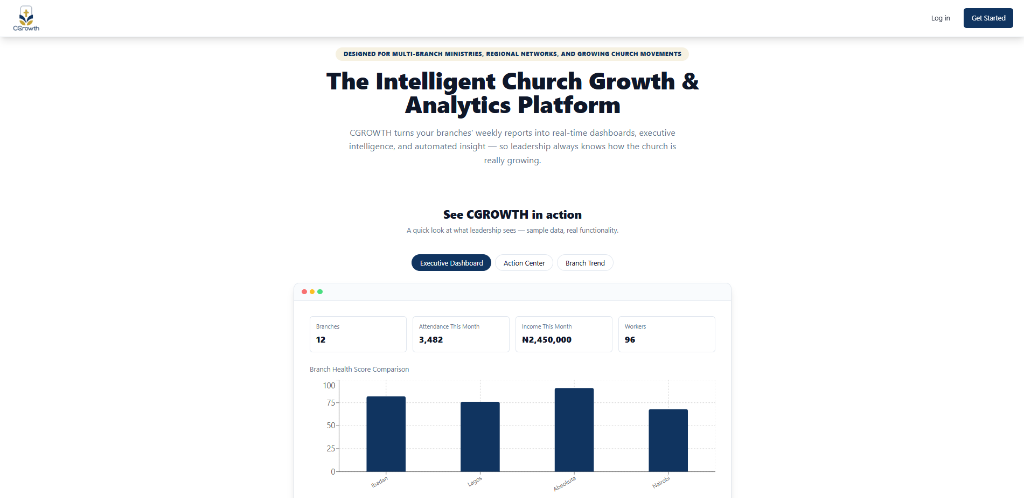 CGrowth
Log in
Get Started
DESIGNED FOR MULTI-BRANCH MINISTRIES, REGIONAL NETWORKS, AND GROWING CHURCH MOVEMENTS
The Intelligent Church Growth &
Analytics Platform
CGROWTH turns your branches' weekly reports into real-time dashboards, executive
intelligence, and automated insight — so leadership always knows how the church is
really growing.
See CGROWTH in action
A quick look at what leadership sees — sample data, real functionality.
Executive Dashboard
Action Center
Branch Trend
Branches
12
Attendance This Month
3,482
Income This Month
₦2,450,000
Workers
96
Branch Health Score Comparison
100
75
50
25
0
Ibadan
Lagos
Abeokuta
Nairobi